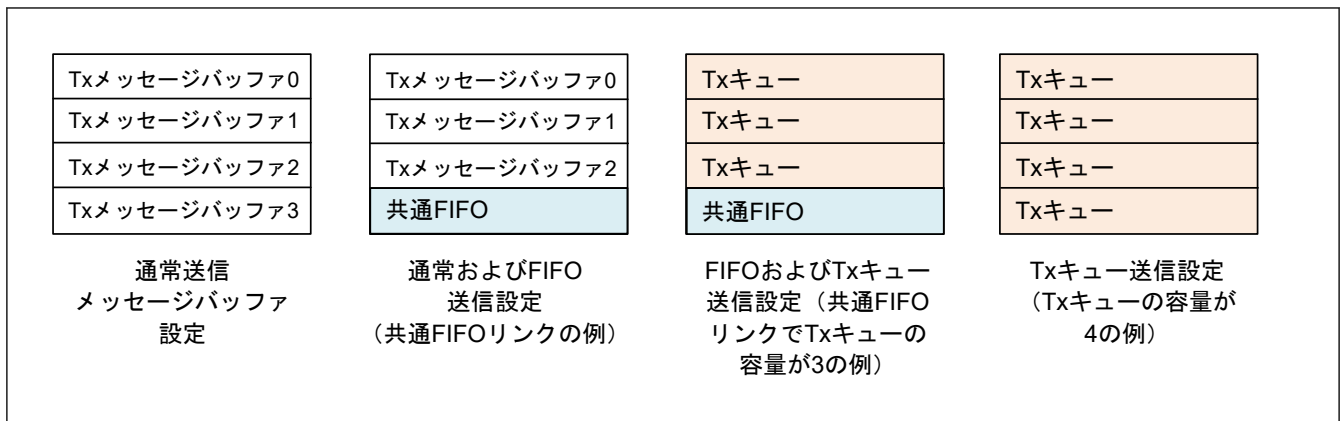 Txメッセージバッファ0
Txメッセージバッファ1
Txメッセージバッファ2
Txメッセージバッファ3
通常送信
メッセージバッファ
設定
Txメッセージバッファ0
Txメッセージバッファ1
Txメッセージバッファ2
共通FIFO
通常およびFIFO
送信設定
（共通FIFOリンクの例）
Txキュー
Txキュー
Txキュー
共通FIFO
FIFOおよびTxキュー
送信設定（共通FIFO
リンクでTxキューの
容量が3の例）
Txキュー
Txキュー
Txキュー
Txキュー
Txキュー送信設定
（Txキューの容量が
4の例）